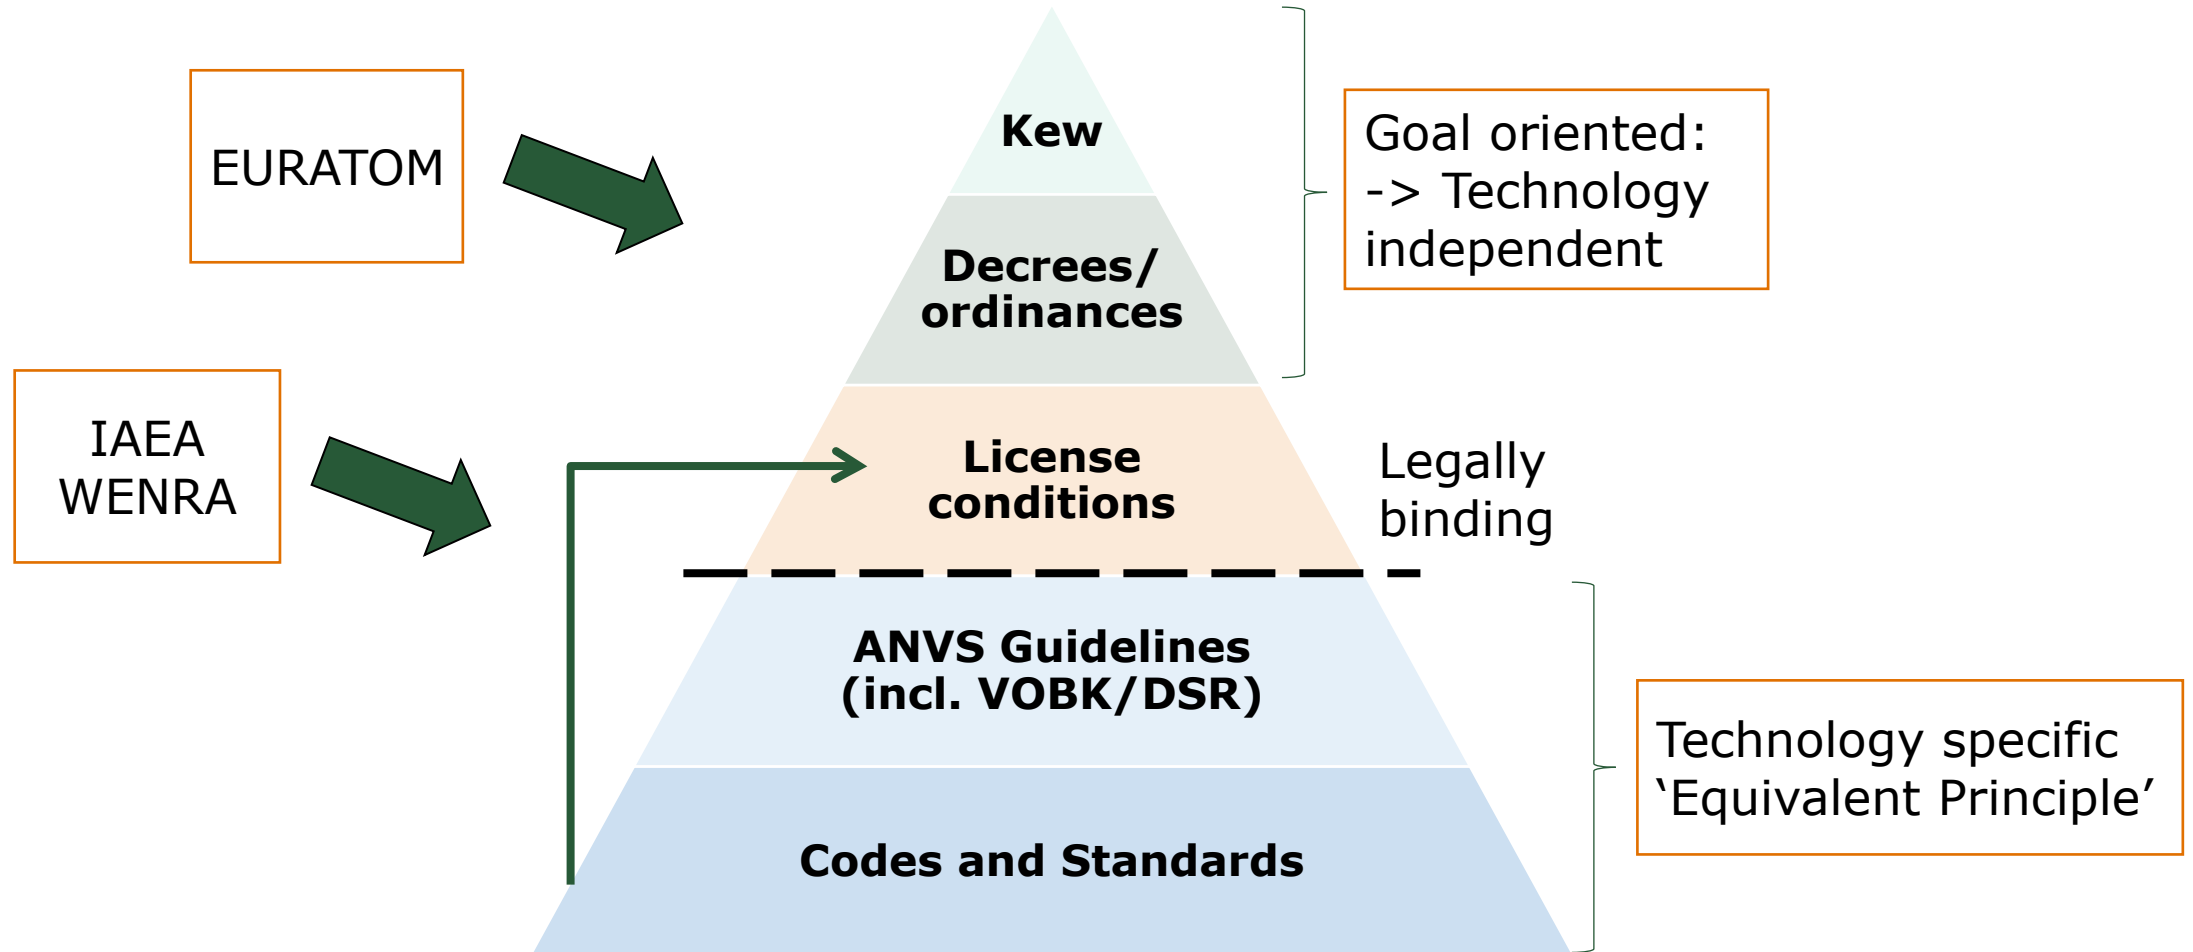 EURATOM
Kew
Goal oriented:
-> Technology
independent
Decrees/
ordinances
IAEA
WENRA
License
conditions
Legally
binding
ANVS Guidelines
(incl. VOBK/DSR)
Technology specific
‘Equivalent Principle’
Codes and Standards